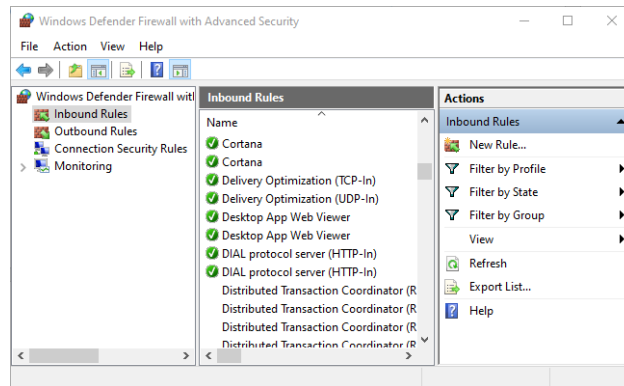 Windows Defender Firewall with Advanced Security
File Action View Help
Windows Defender Firewall with
Inbound Rules
Outbound Rules
Connection Security Rules
Monitoring
Inbound Rules
Name
Cortana
Cortana
Delivery Optimization (TCP-In)
Delivery Optimization (UDP-In)
Desktop App Web Viewer
Desktop App Web Viewer
DIAL protocol server (HTTP-In)
DIAL protocol server (HTTP-In)
Distributed Transaction Coordinator (R
Distributed Transaction Coordinator (R
Distributed Transaction Coordinator (R
Distributed Transaction Coordinator (R
Actions
Inbound Rules
New Rule...
Filter by Profile
Filter by State
Filter by Group
View
Refresh
Export List...
Help